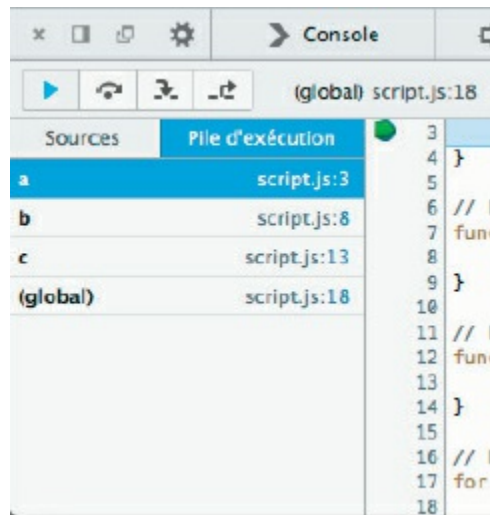 Console
(global) script.js:18
Sources Pile d'exécution
a script.js:3
b script.js:8
c script.js:13
(global) script.js:18
3
4 }
5
6 //
7 func
8
9 }
10
11 //
12 func
13
14 }
15
16 //
17 for
18